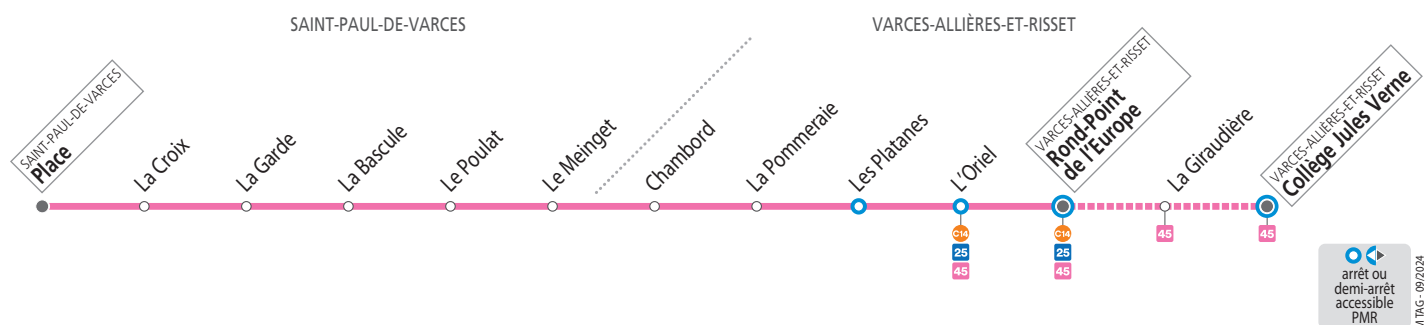 SAINT-PAUL-DE-VARCES
VARCES-ALLIÈRES-ET-RISSET
SAINT-PAUL-DE-VARCES
Place
La Croix
La Garde
La Bascule
Le Poulat
Le Meinget
Chambord
La Pommeraie
Les Platanes
L'Oriel
VARCES-ALLIÈRES-ET-RISSET
Rond-Point
de l'Europe
La Giraudière
VARCES-ALLIÈRES-ET-RISSET
Collège Jules Verne
C14
25
45
C14
25
45
45
45
arrêt ou
demi-arrêt
accessible
PMR
TAG - 09/2024